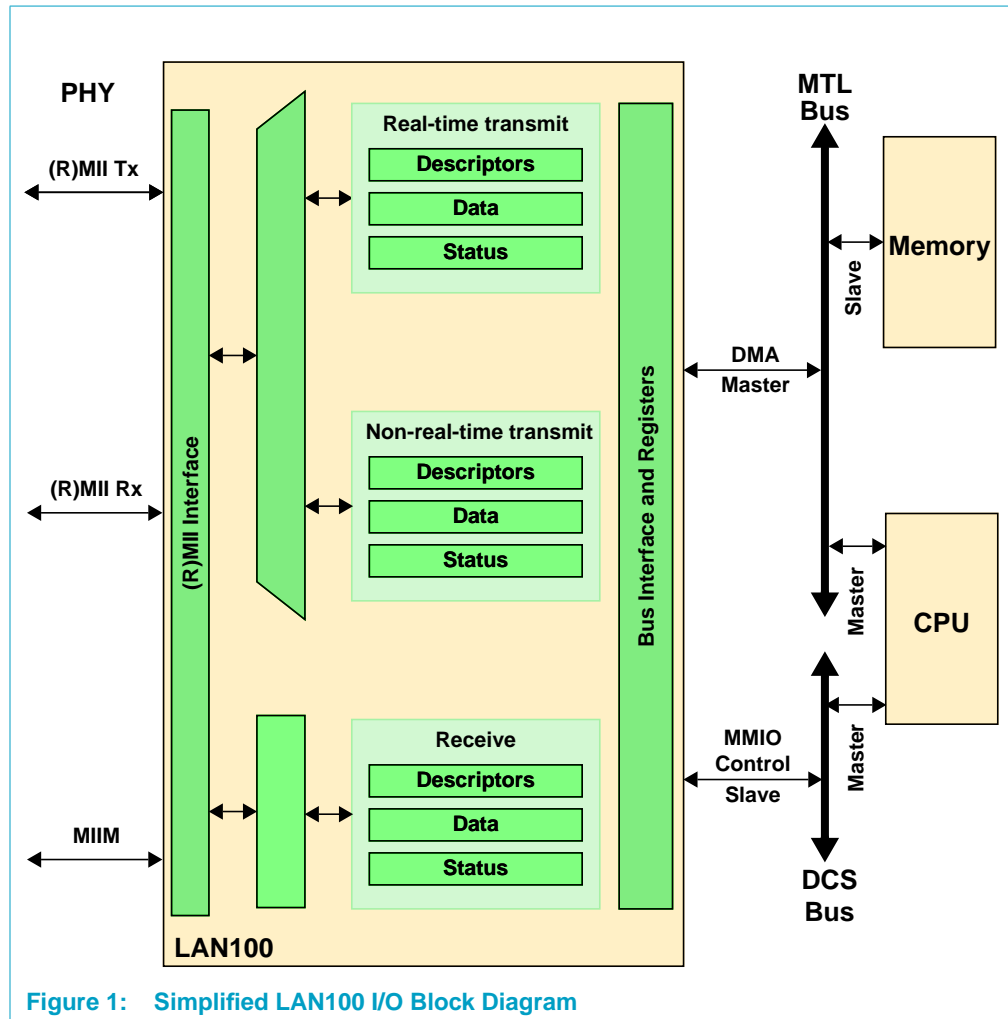 PHY
(R)MII Tx
(R)MII Rx
MIIM
(R)MII Interface
Real-time transmit
Descriptors
Data
Status
Non-real-time transmit
Descriptors
Data
Status
Receive
Descriptors
Data
Status
Bus Interface and Registers
LAN100
DMA
Master
MMIO
Control
Slave
MTL
Bus
Slave
Memory
Master
CPU
Master
DCS
Bus
Figure 1: Simplified LAN100 I/O Block Diagram